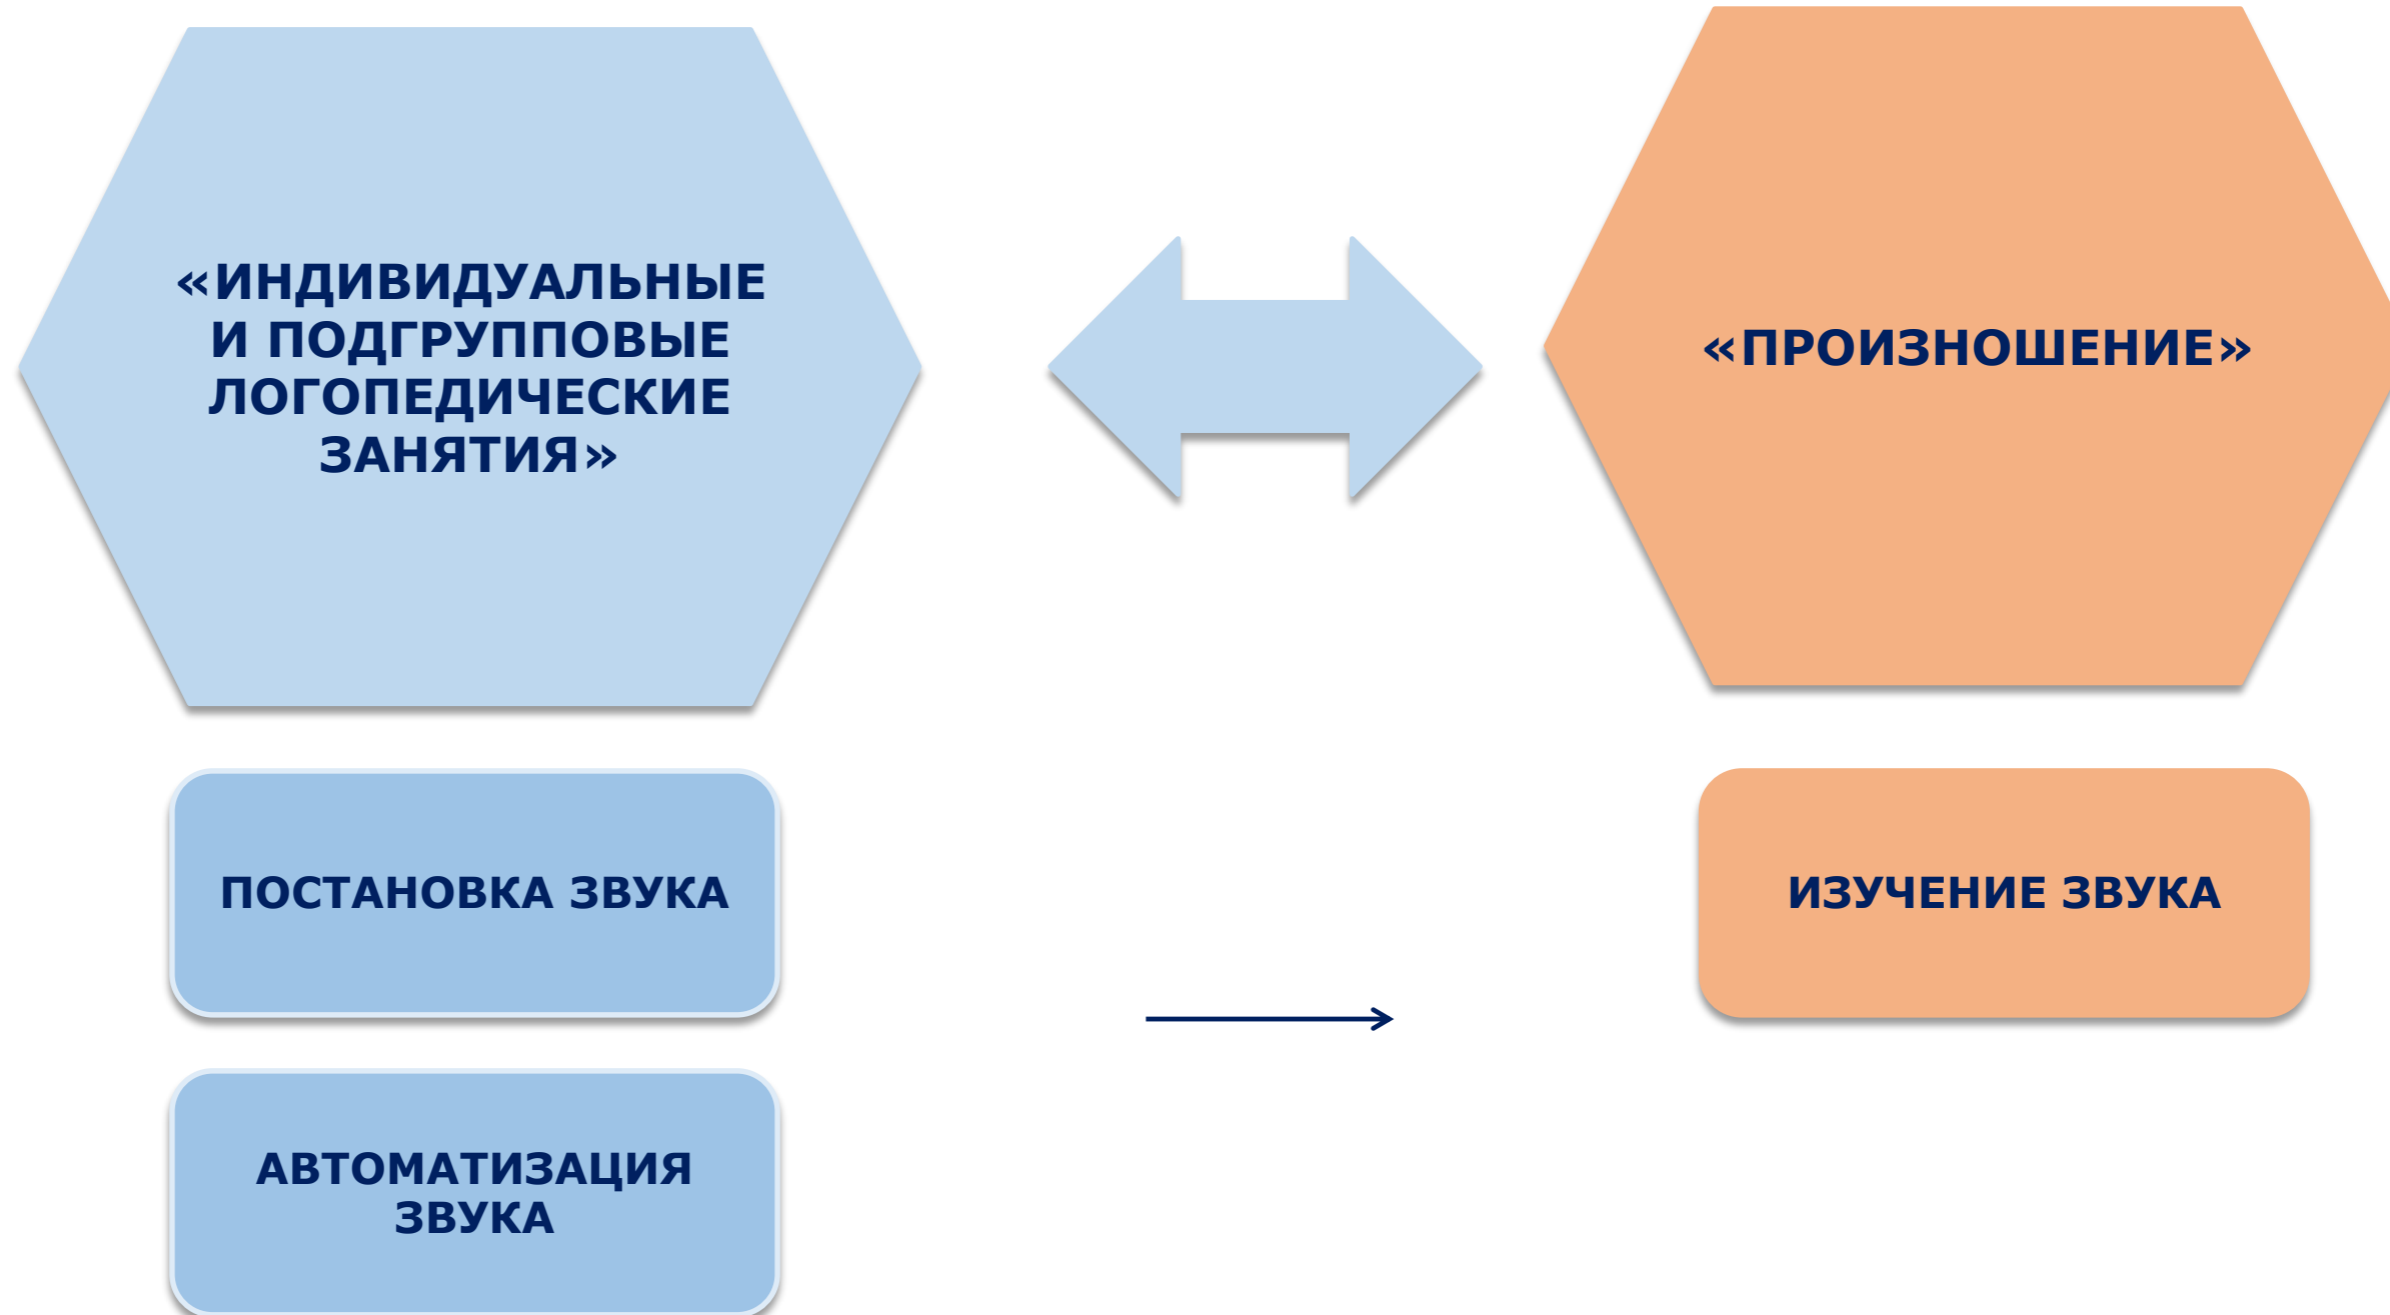 «ИНДИВИДУАЛЬНЫЕ
И ПОДГРУППОВЫЕ
ЛОГОПЕДИЧЕСКИЕ
ЗАНЯТИЯ»
«ПРОИЗНОШЕНИЕ»
ПОСТАНОВКА ЗВУКА
ИЗУЧЕНИЕ ЗВУКА
АВТОМАТИЗАЦИЯ
ЗВУКА